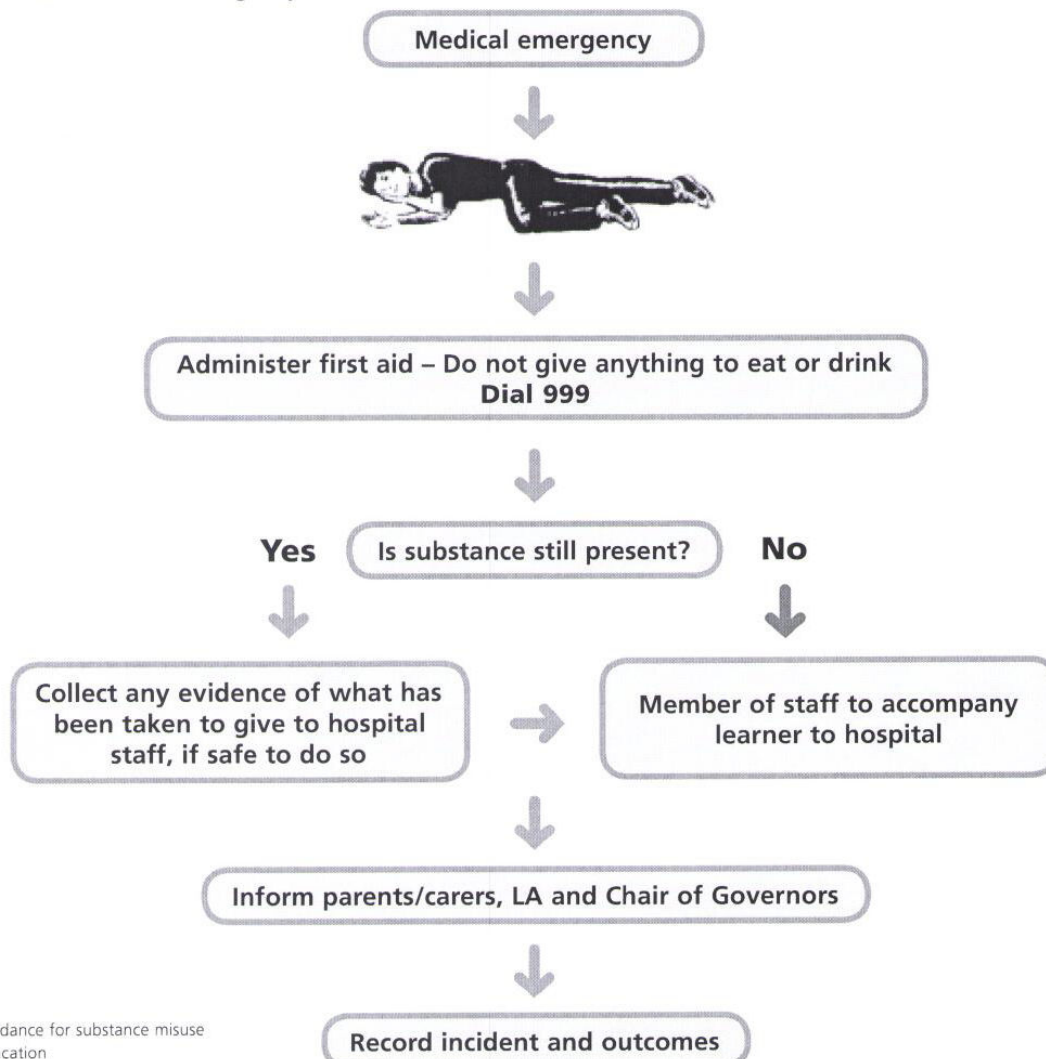 Medical emergency
Administer first aid – Do not give anything to eat or drink
Dial 999
Yes
Is substance still present?
No
Collect any evidence of what has
been taken to give to hospital
staff, if safe to do so
Member of staff to accompany
learner to hospital
Inform parents/carers, LA and Chair of Governors
for substance misuse
Record incident and outcomes